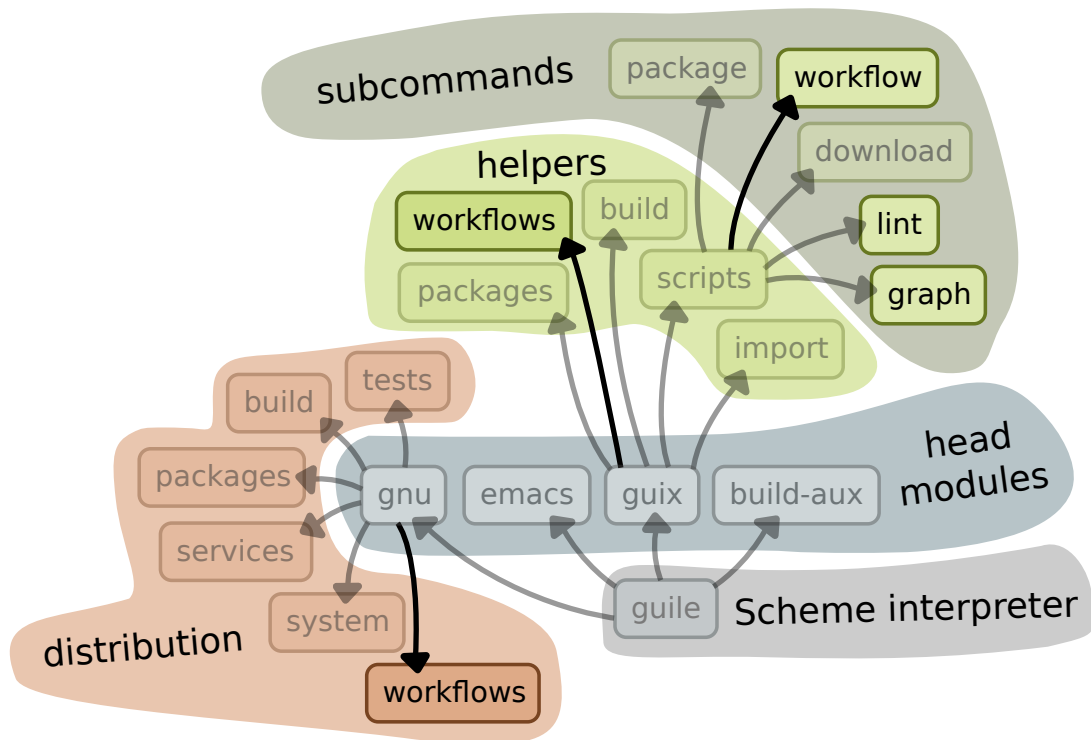 subcommands
package
workflow
download
lint
graph
helpers
workflows
build
packages
scripts
import
tests
build
packages
services
system
distribution
workflows
gnu
emacs
guix
build-aux
head
modules
guile
Scheme interpreter